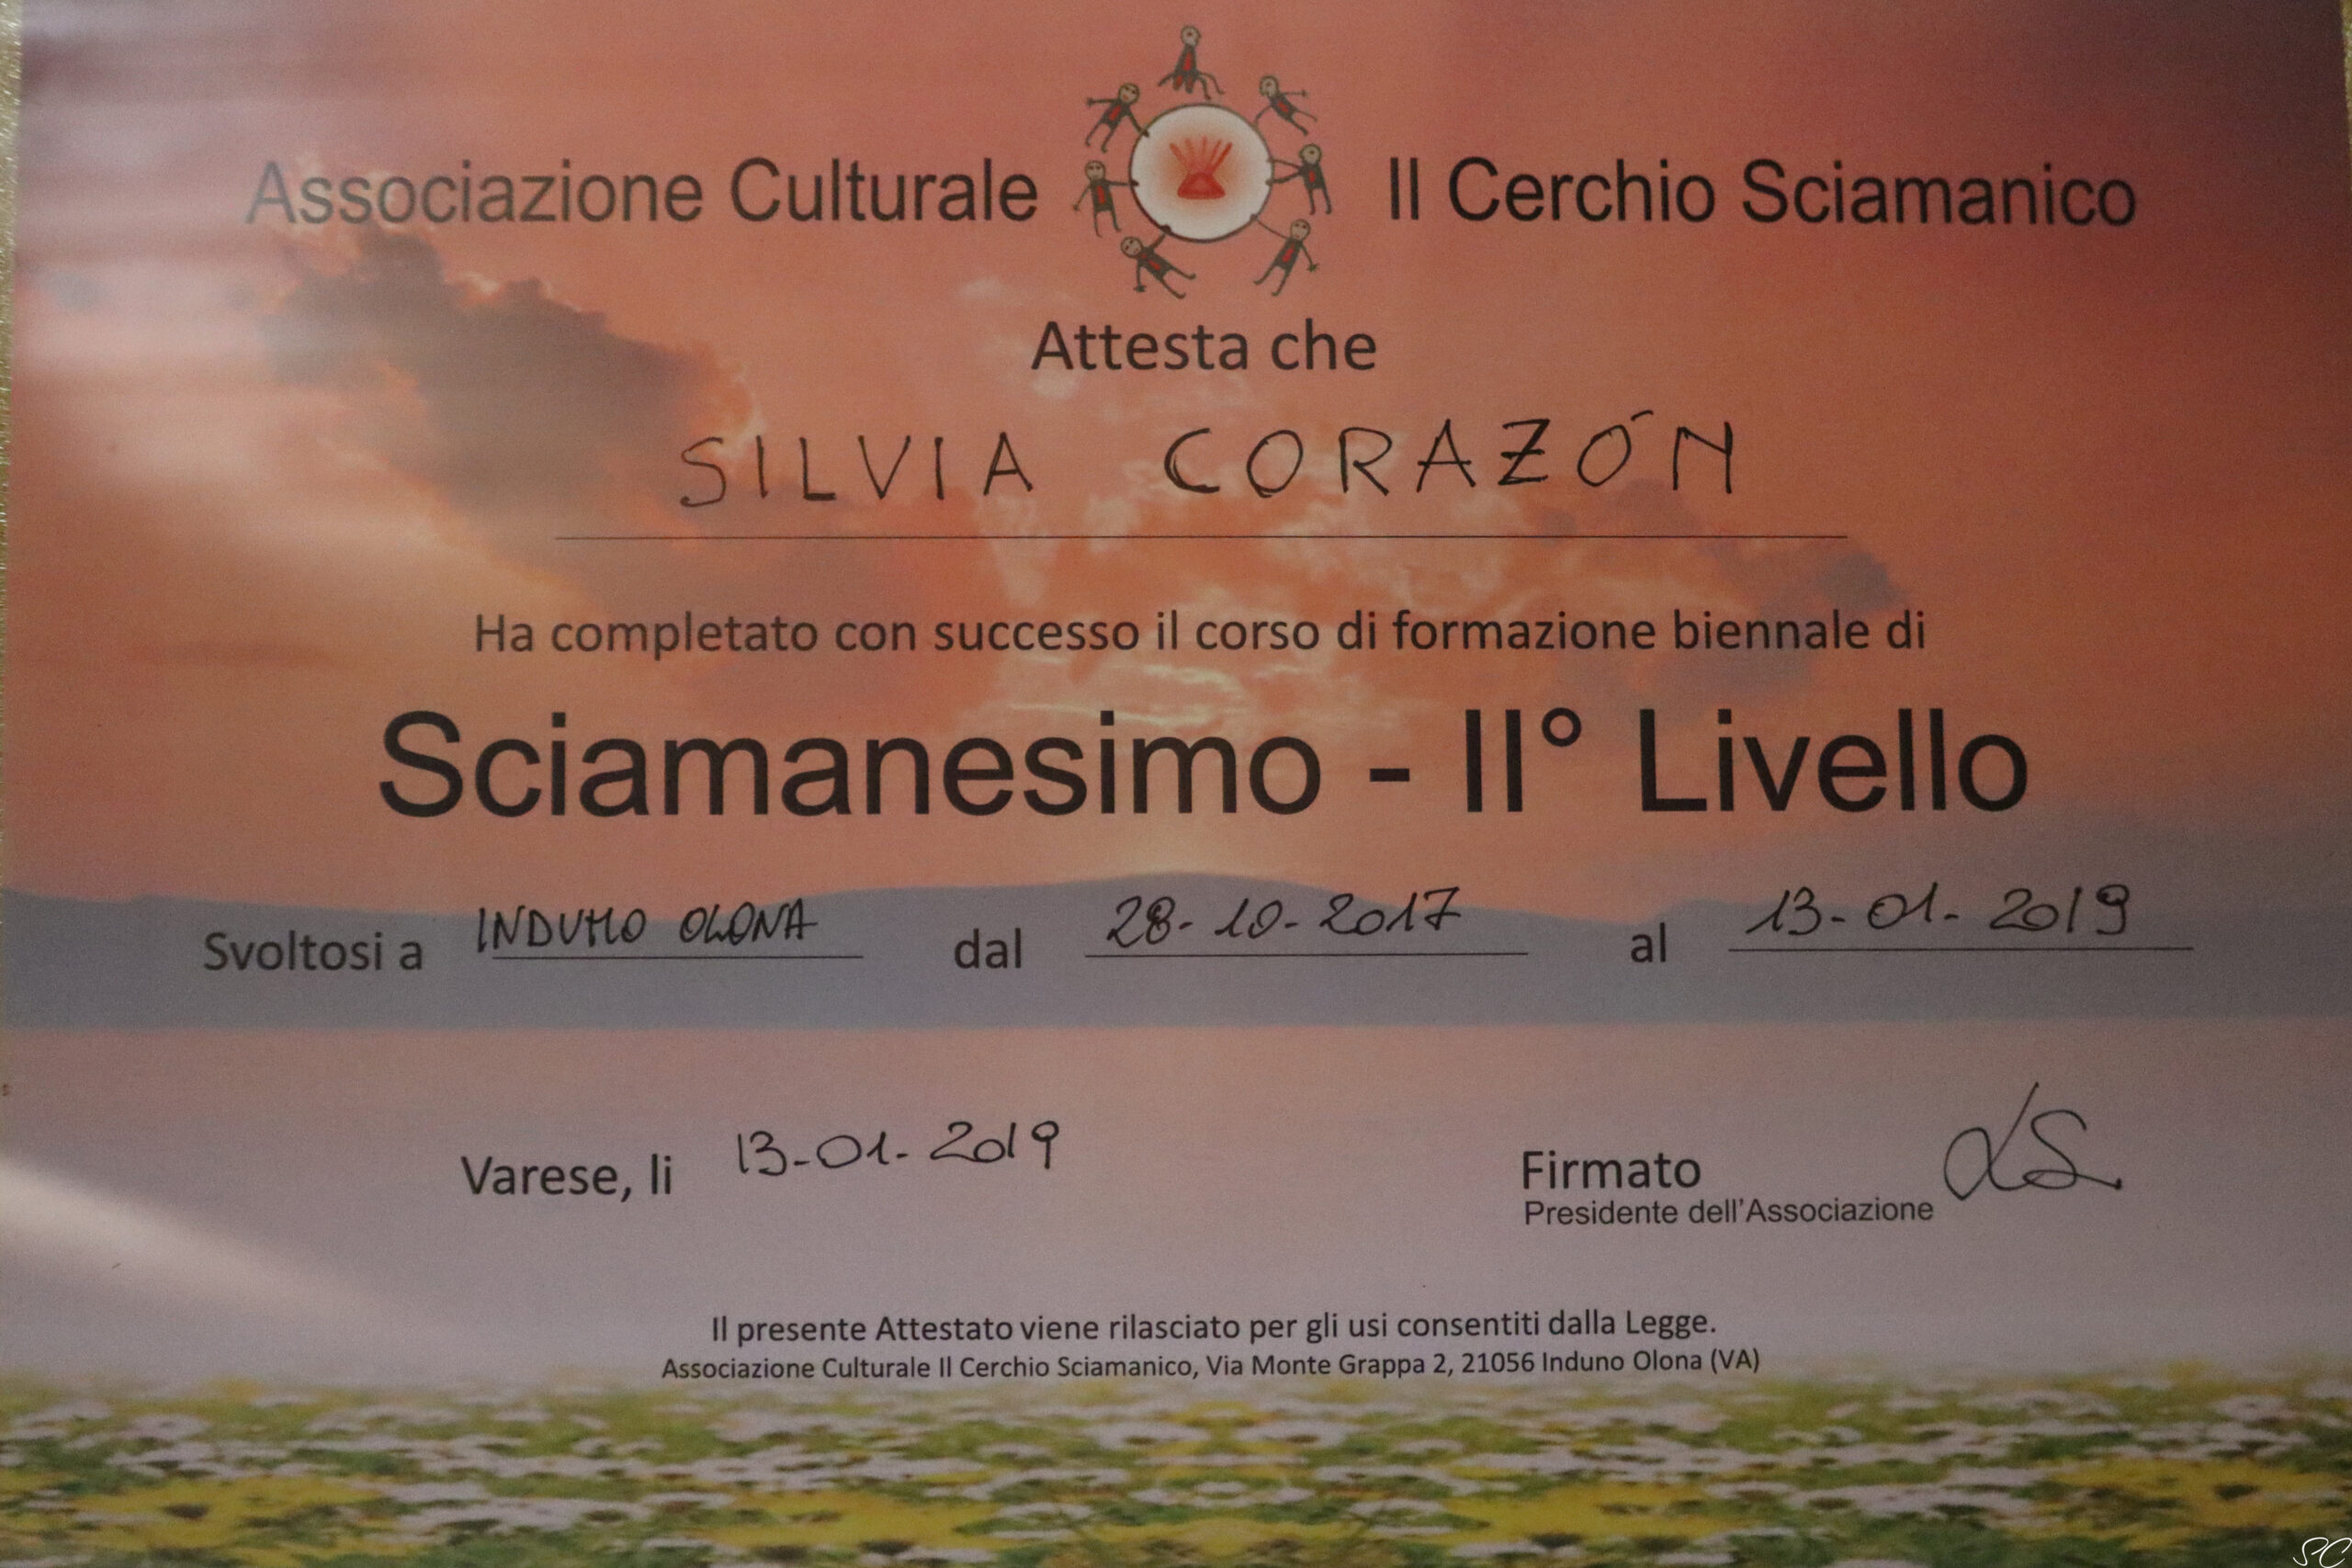 Associazione Culturale Il Cerchio Sciamanico
Attesta che
SILVIA CORAZÓN
Ha completato con successo il corso di formazione biennale di
Sciamanesimo - II° Livello
Svoltosi a INDUNO OLONA dal 28-10-2017 al 13-01-2019
Varese, li 13-01-2019
Firmato
Presidente dell'Associazione
Il presente Attestato viene rilasciato per gli usi consentiti dalla Legge.
Associazione Culturale Il Cerchio Sciamanico, Via Monte Grappa 2, 21056 Induno Olona (VA)